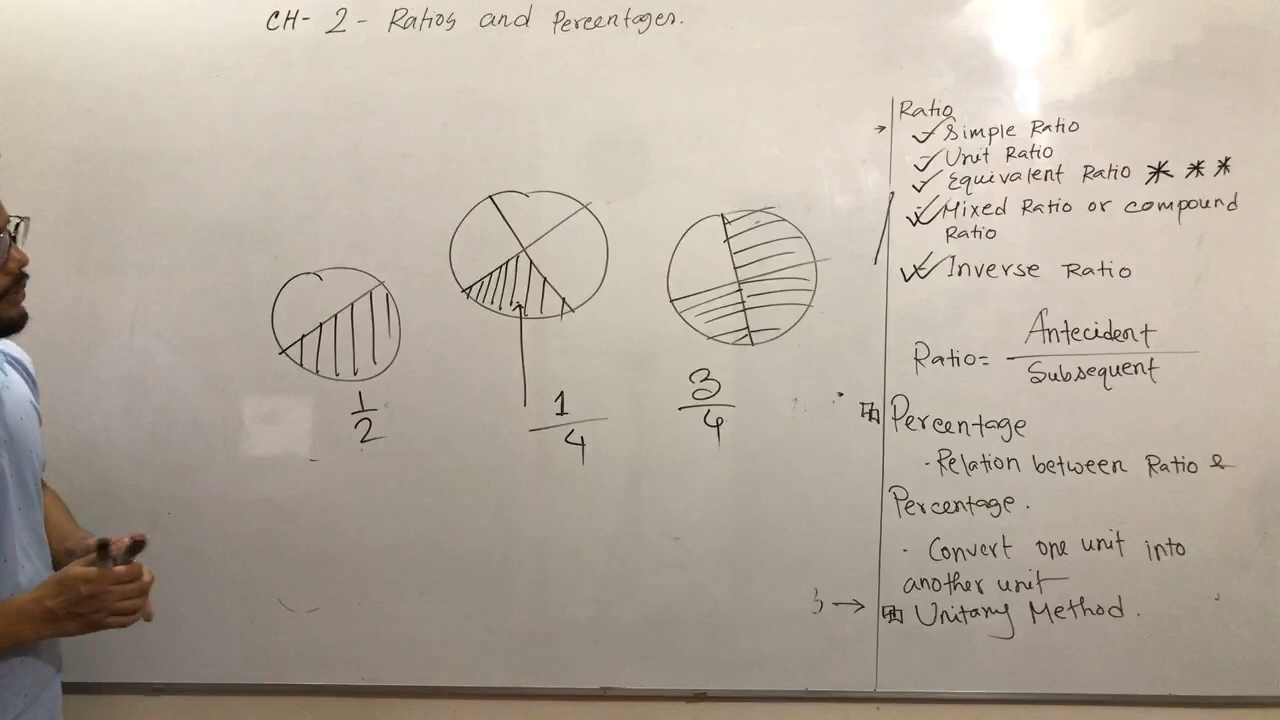 CH- 2 - Ratios and Percentages.
1
2
1
4
3
4
Ratio
Simple Ratio
Unit Ratio
Equivalent Ratio ***
Mixed Ratio or compound
Ratio
Inverse Ratio
Ratio= Antecident
Subsequent
Percentage
· Relation between Ratio &
Percentage.
· Convert one unit into
another unit
→ Unitary Method.